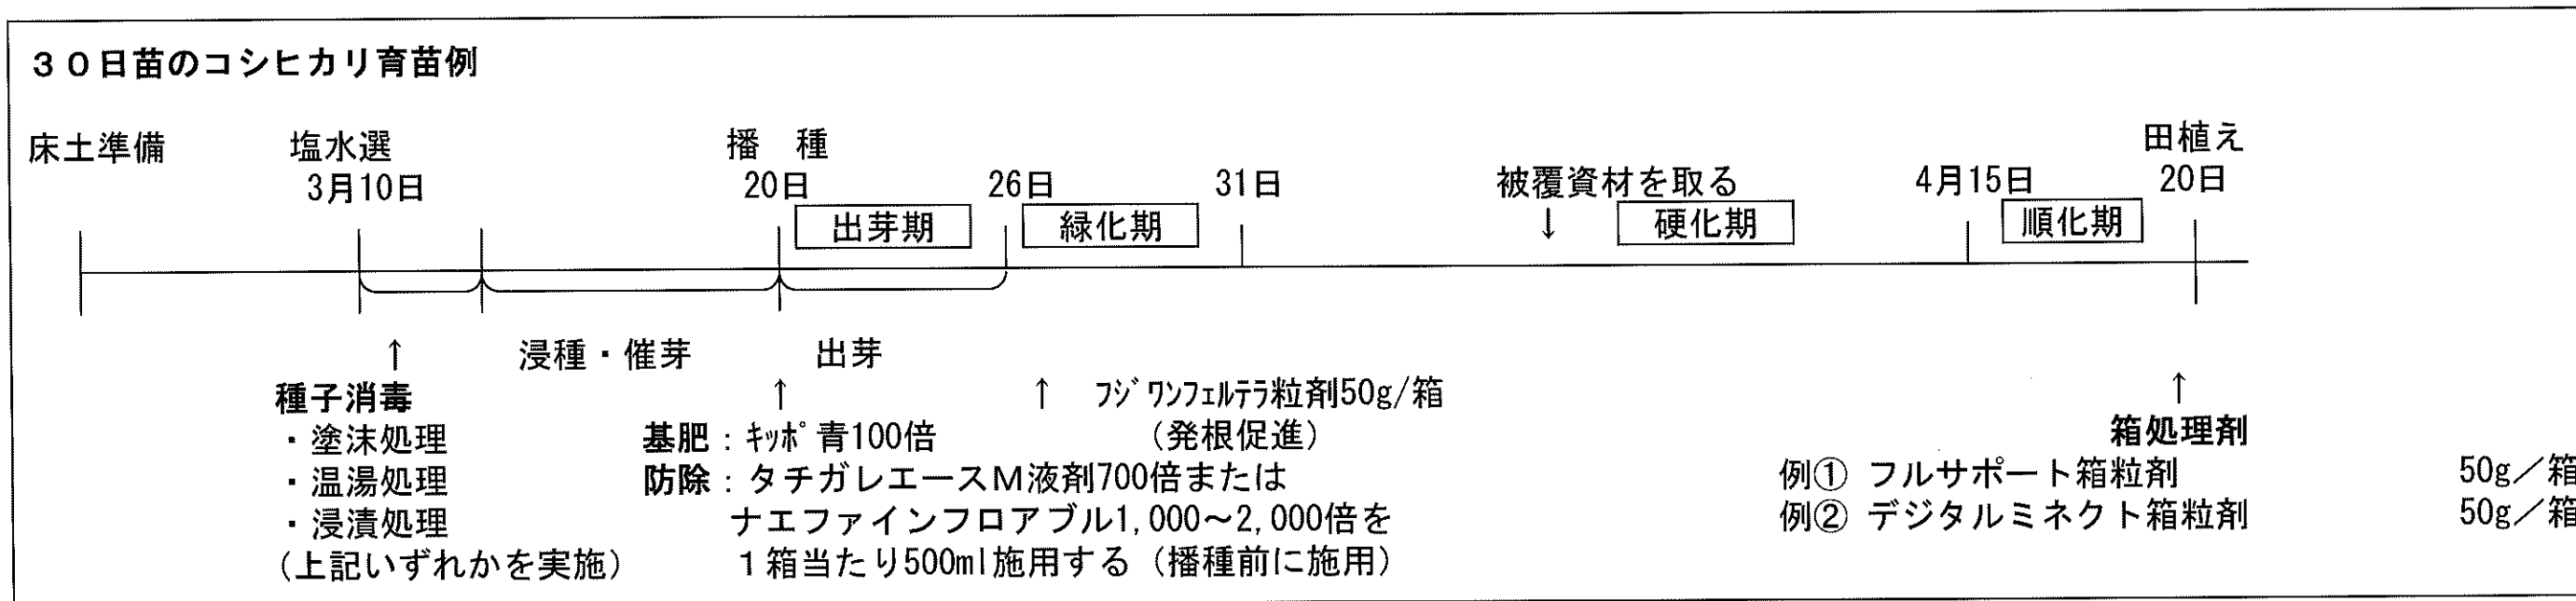 30日苗のコシヒカリ育苗例
床土準備 塩水選 播 種 田植え
3月10日 20日 26日 31日 被覆資材を取る 4月15日 20日
出芽期 緑化期 ↓ 硬化期 順化期
↑ 浸種・催芽 出芽
種子消毒 ↑ ↑ フジワンフェルテラ粒剤50g/箱 ↑
・塗沫処理 基肥：キッポ青100倍 (発根促進) 箱処理剤
・温湯処理 防除：タチガレエースM液剤700倍または 例① フルサポート箱粒剤 50g／箱
・浸漬処理 ナエファインフロアブル1,000～2,000倍を 例② デジタルミネクト箱粒剤 50g／箱
(上記いずれかを実施) 1箱当たり500ml施用する（播種前に施用）